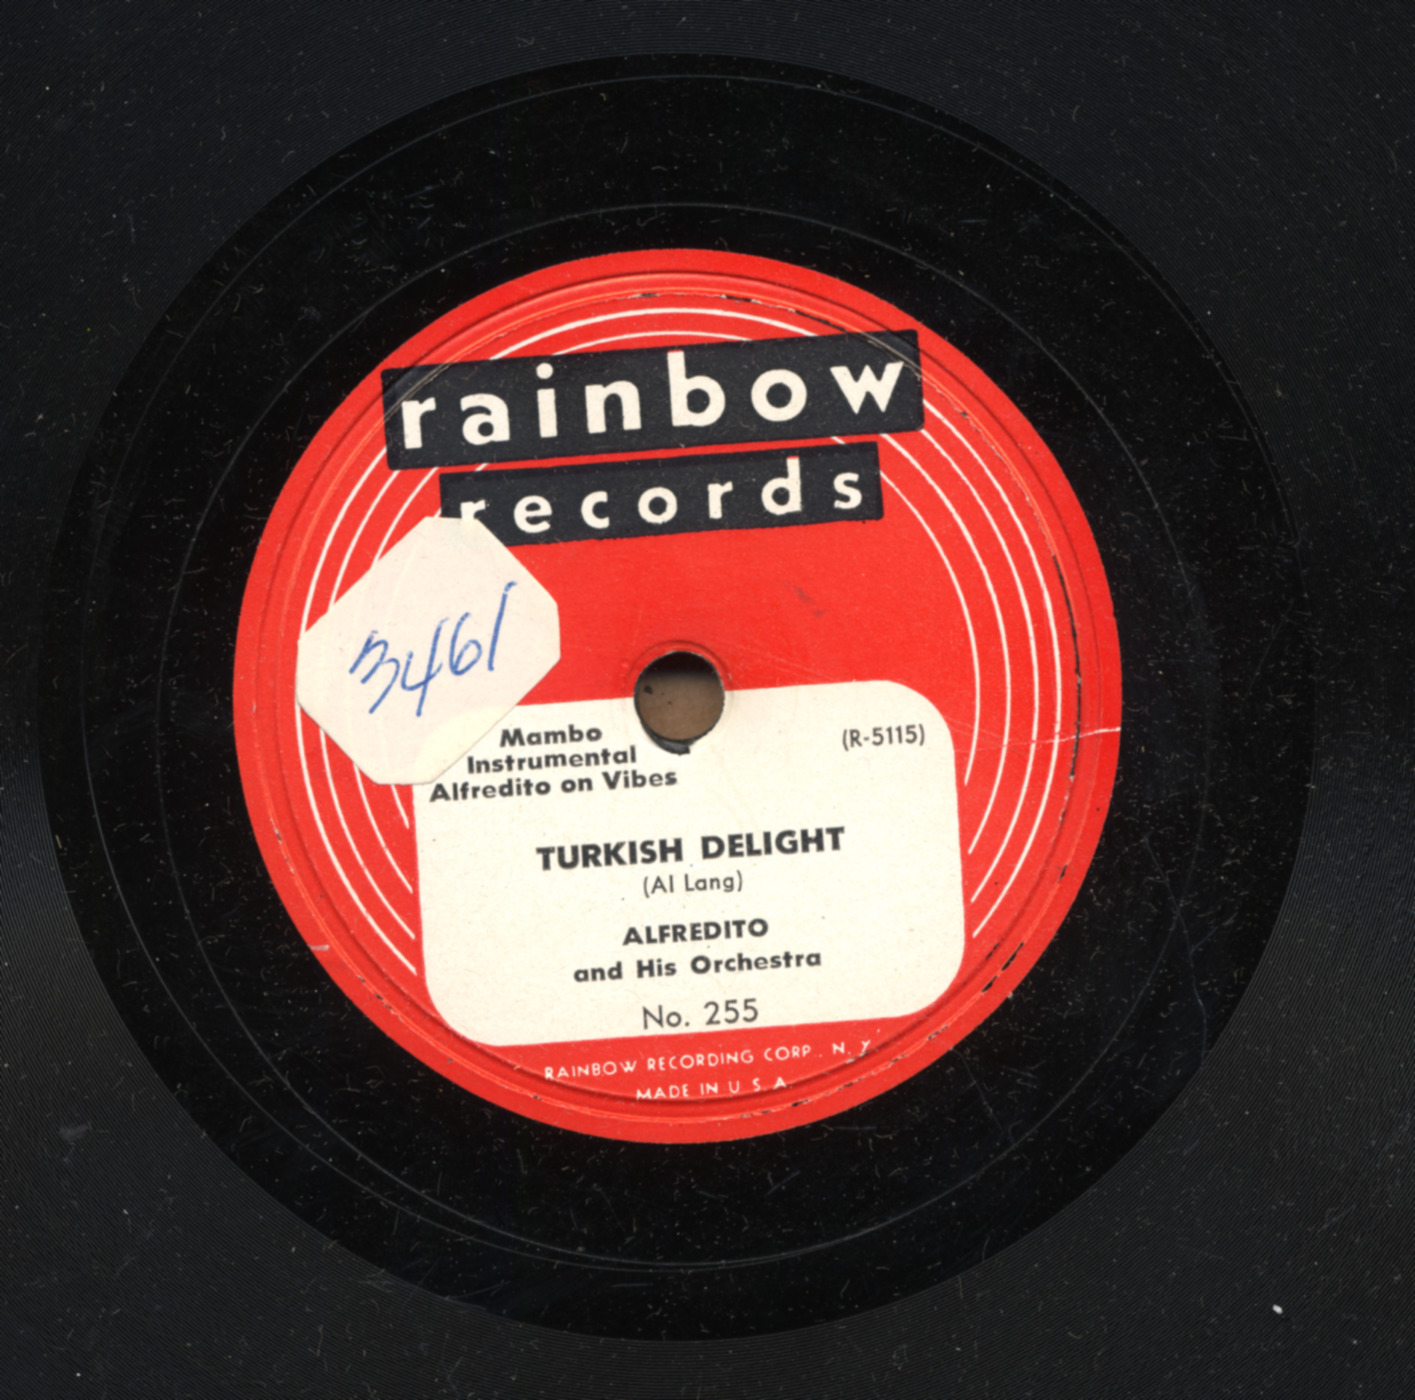 rainbow
records
3461
Mambo
Instrumental
Alfredito on Vibes
(R-5115)
TURKISH DELIGHT
(Al Lang)
ALFREDITO
and His Orchestra
No. 255
RAINBOW RECORDING CORP., N. Y.
MADE IN U. S. A.